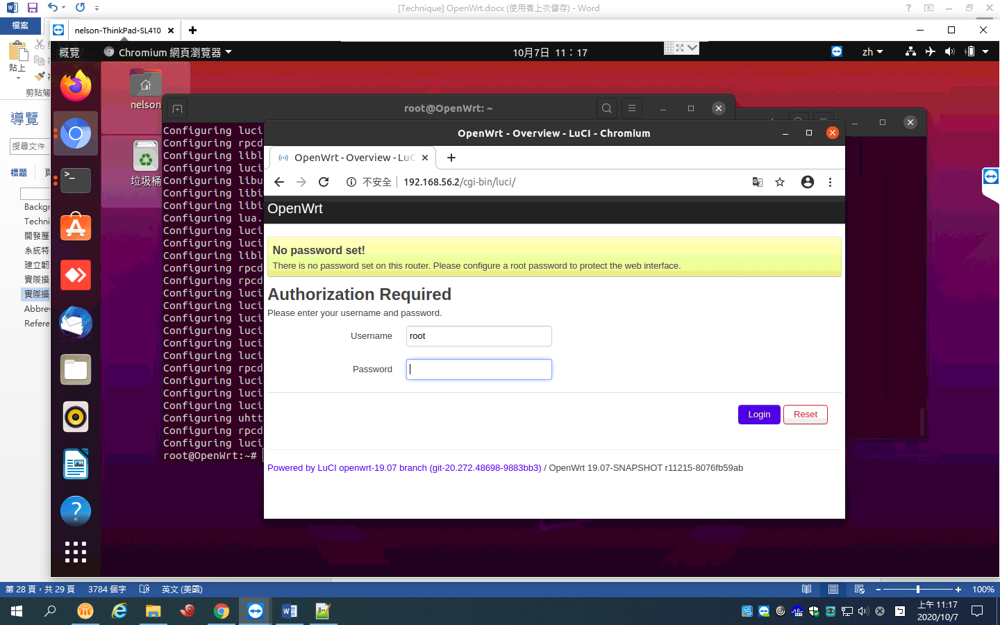 [Technique] OpenWrt.docx (使用者上次儲存) - Word
檔案
nelson-ThinkPad-SL410
貼上
剪貼簿
導覽
搜尋文件
標題
Backgr
Techni
開發歷
系統特
建立韌
實際操
實際操
Abbrev
Refere
概覽
Chromium 網頁瀏覽器
10月7日 11：17
zh
nelson
垃圾桶
root@OpenWrt: ~
Configuring luci
Configuring rpcd
Configuring libl
Configuring luci
Configuring libu
Configuring libi
Configuring libi
Configuring lua.
Configuring luci
Configuring luci
Configuring libl
Configuring rpcd
Configuring rpcd
Configuring luci
Configuring luci
Configuring luci
Configuring luci
Configuring luci
Configuring luci
Configuring rpcd
Configuring luci
Configuring luci
Configuring luci
Configuring uhtt
Configuring rpcd
Configuring luci
root@OpenWrt:~#
OpenWrt - Overview - LuCI - Chromium
OpenWrt - Overview - LuC
不安全 192.168.56.2/cgi-bin/luci/
OpenWrt
No password set!
There is no password set on this router. Please configure a root password to protect the web interface.
Authorization Required
Please enter your username and password.
Username root
Password
Login Reset
Powered by LuCI openwrt-19.07 branch (git-20.272.48698-9883bb3) / OpenWrt 19.07-SNAPSHOT r11215-8076fb59ab
第 28 頁，共 29 頁 3784 個字 英文 (美國) 100%
上午 11:17
2020/10/7